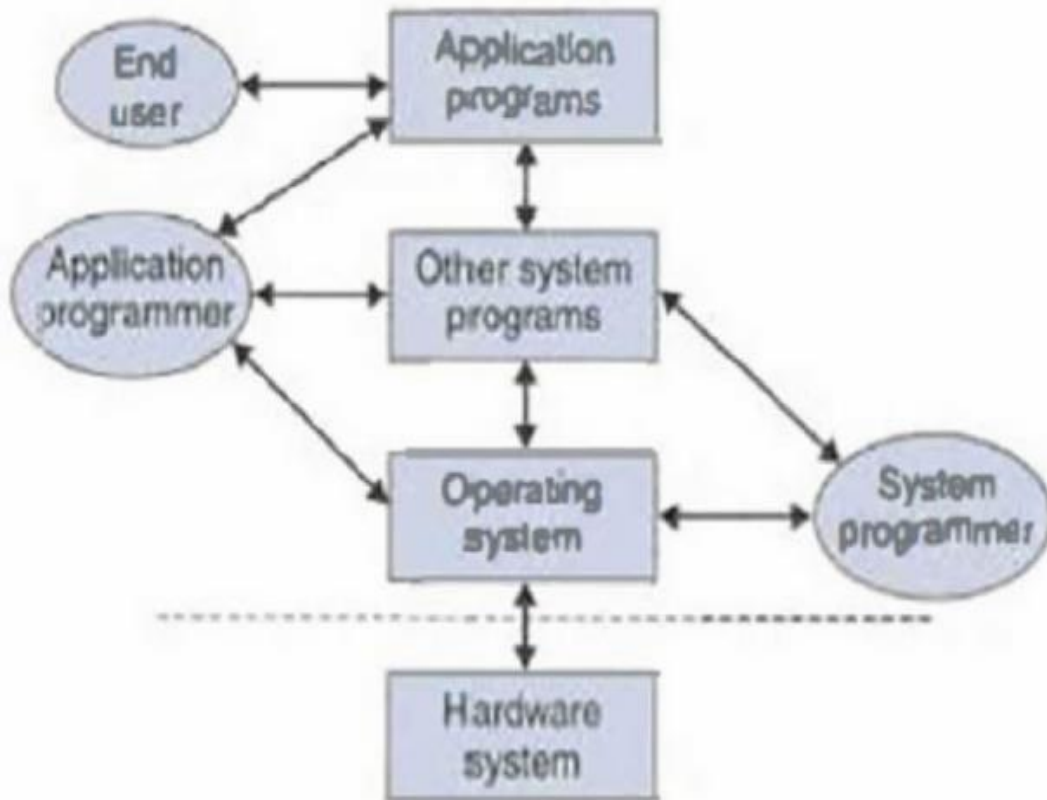 End
user
Application
programs
Application
programmer
Other system
programs
Operating
system
System
programmer
Hardware
system